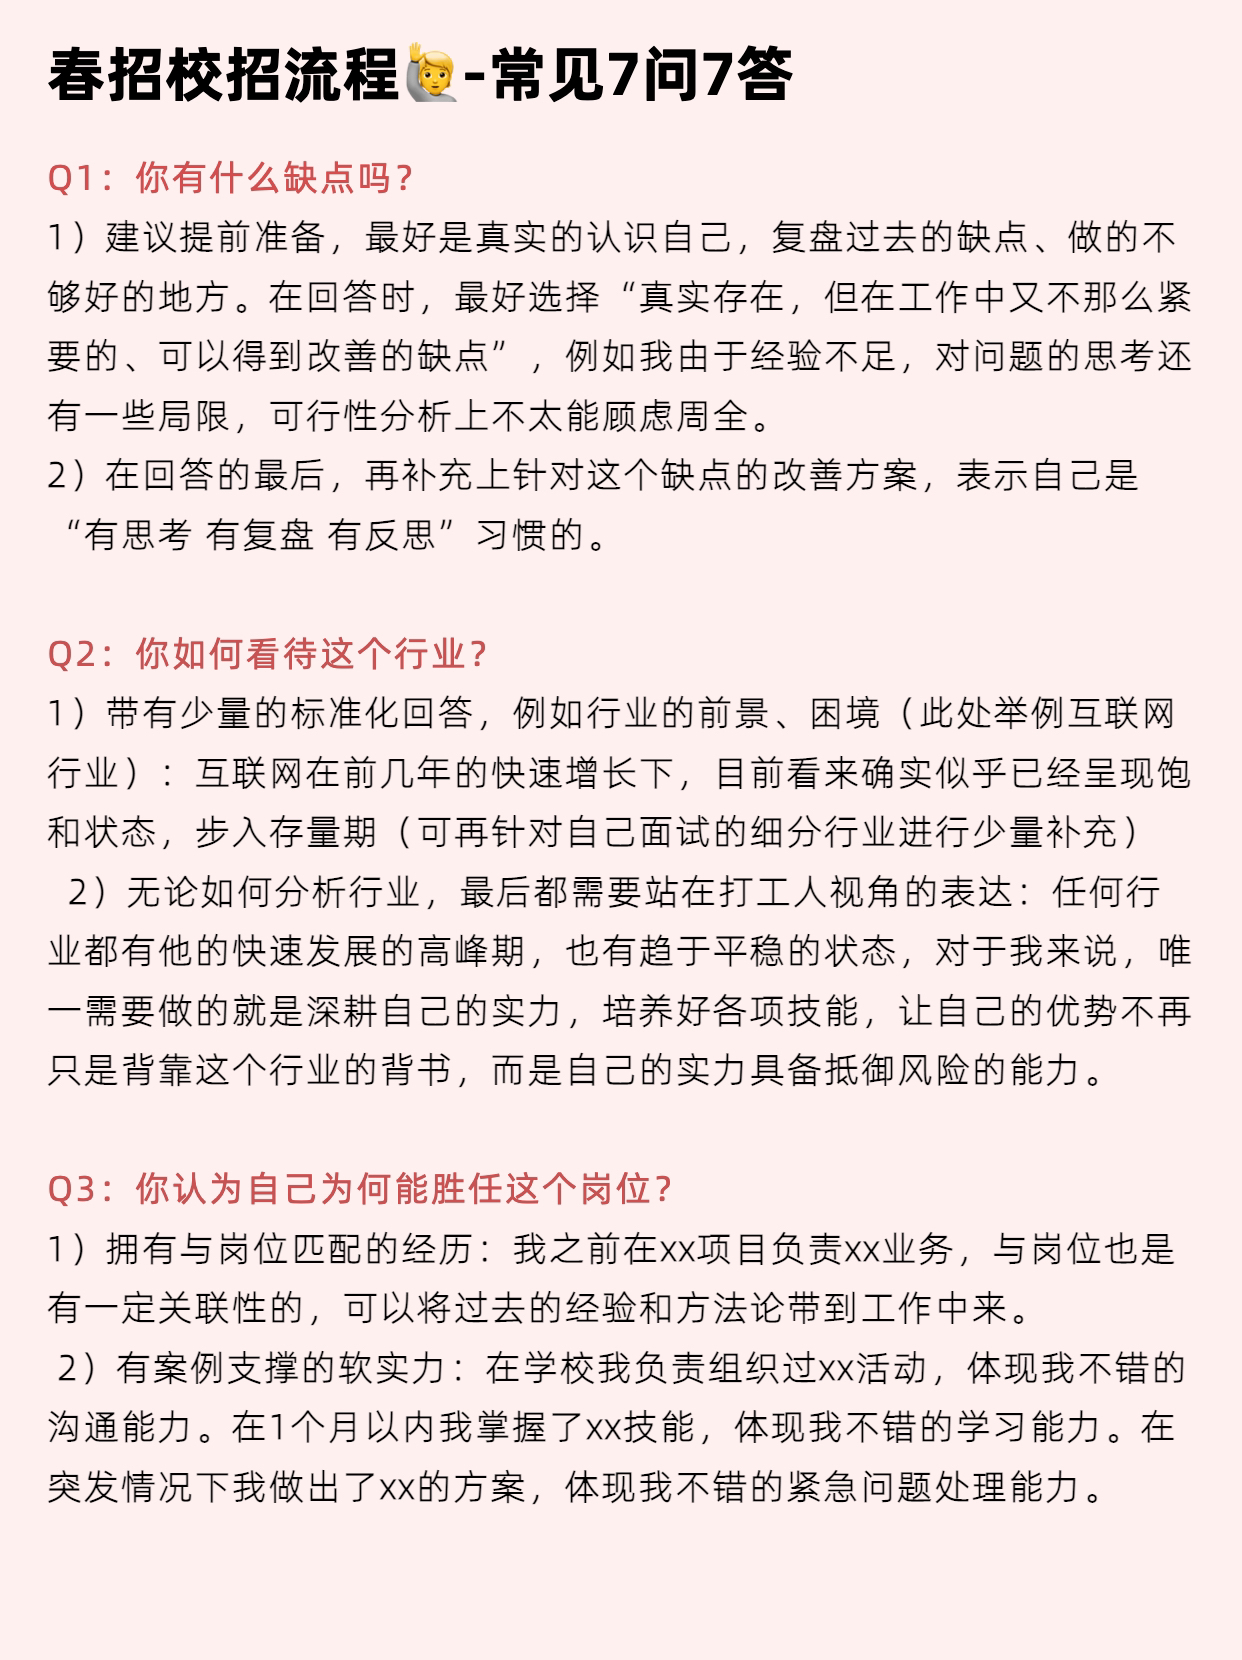 春招校招流程🙋-常见7问7答
Q1：你有什么缺点吗？
1）建议提前准备，最好是真实的认识自己，复盘过去的缺点、做的不
够好的地方。在回答时，最好选择“真实存在，但在工作中又不那么紧
要的、可以得到改善的缺点”，例如我由于经验不足，对问题的思考还
有一些局限，可行性分析上不太能顾虑周全。
2）在回答的最后，再补充上针对这个缺点的改善方案，表示自己是
“有思考 有复盘 有反思” 习惯的。
Q2：你如何看待这个行业？
1）带有少量的标准化回答，例如行业的前景、困境（此处举例互联网
行业）：互联网在前几年的快速增长下，目前看来确实似乎已经呈现饱
和状态，步入存量期（可再针对自己面试的细分行业进行少量补充）
2）无论如何分析行业，最后都需要站在打工人视角的表达：任何行
业都有他的快速发展的高峰期，也有趋于平稳的状态，对于我来说，唯
一需要做的就是深耕自己的实力，培养好各项技能，让自己的优势不再
只是背靠这个行业的背书，而是自己的实力具备抵御风险的能力。
Q3：你认为自己为何能胜任这个岗位？
1）拥有与岗位匹配的经历：我之前在xx项目负责xx业务，与岗位也是
有一定关联性的，可以将过去的经验和方法论带到工作中来。
2）有案例支撑的软实力：在学校我负责组织过xx活动，体现我不错的
沟通能力。在1个月以内我掌握了xx技能，体现我不错的学习能力。在
突发情况下我做出了xx的方案，体现我不错的紧急问题处理能力。